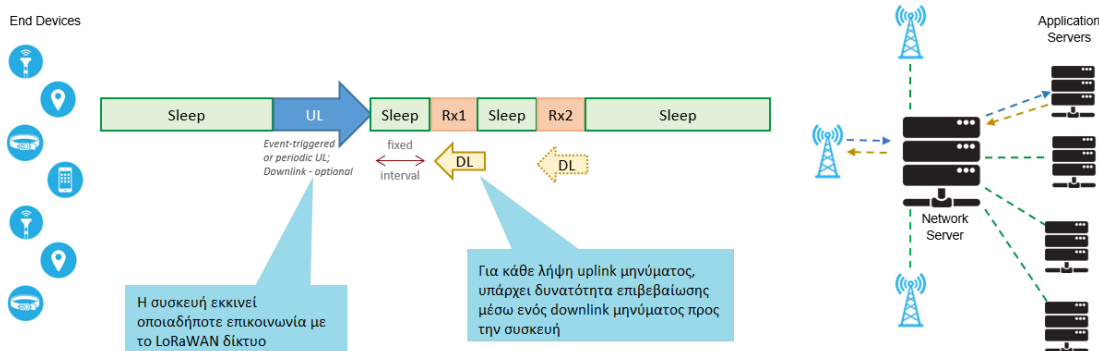 End Devices
Sleep
UL
Sleep
Rx1
Sleep
Rx2
Sleep
Event-triggered
or periodic UL;
Downlink - optional
fixed
interval
DL
DL
Η συσκευή εκκινεί
οποιαδήποτε επικοινωνία με
το LoRaWAN δίκτυο
Για κάθε λήψη uplink μηνύματος,
υπάρχει δυνατότητα επιβεβαίωσης
μέσω ενός downlink μηνύματος προς
την συσκευή
Network
Server
Application
Servers